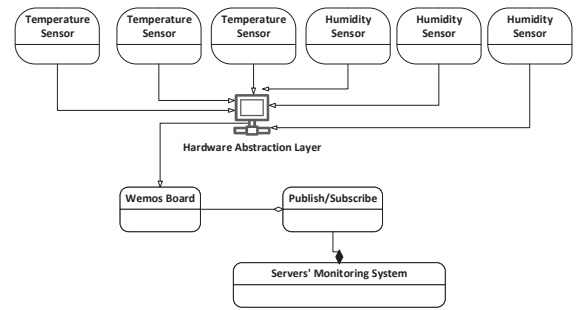 Temperature
Sensor
Temperature
Sensor
Temperature
Sensor
Humidity
Sensor
Humidity
Sensor
Humidity
Sensor
Hardware Abstraction Layer
Wemos Board
Publish/Subscribe
Servers' Monitoring System